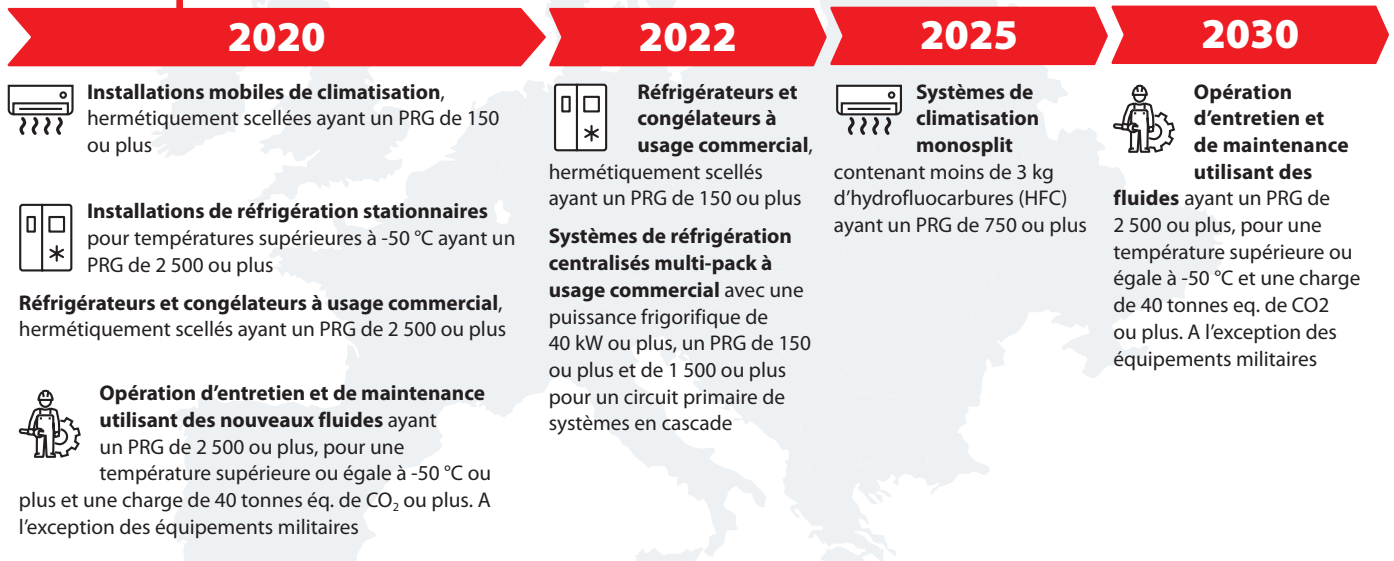 2020
Installations mobiles de climatisation,
hermétiquement scellées ayant un PRG de 150
ou plus
Installations de réfrigération stationnaires
pour températures supérieures à -50 °C ayant un
PRG de 2 500 ou plus
Réfrigérateurs et congélateurs à usage commercial,
hermétiquement scellés ayant un PRG de 2 500 ou plus
Opération d'entretien et de maintenance
utilisant des nouveaux fluides ayant
un PRG de 2 500 ou plus, pour une
température supérieure ou égale à -50 °C ou
plus et une charge de 40 tonnes éq. de CO₂ ou plus. A
l'exception des équipements militaires
2022
Réfrigérateurs et
congélateurs à
usage commercial,
hermétiquement scellés
ayant un PRG de 150 ou plus
Systèmes de réfrigération
centralisés multi-pack à
usage commercial avec une
puissance frigorifique de
40 kW ou plus, un PRG de 150
ou plus et de 1 500 ou plus
pour un circuit primaire de
systèmes en cascade
2025
Systèmes de
climatisation
monosplit
contenant moins de 3 kg
d'hydrofluocarbures (HFC)
ayant un PRG de 750 ou plus
2030
Opération
d'entretien et
de maintenance
utilisant des
fluides ayant un PRG de
2 500 ou plus, pour une
température supérieure ou
égale à -50 °C et une charge
de 40 tonnes eq. de CO2
ou plus. A l'exception des
équipements militaires